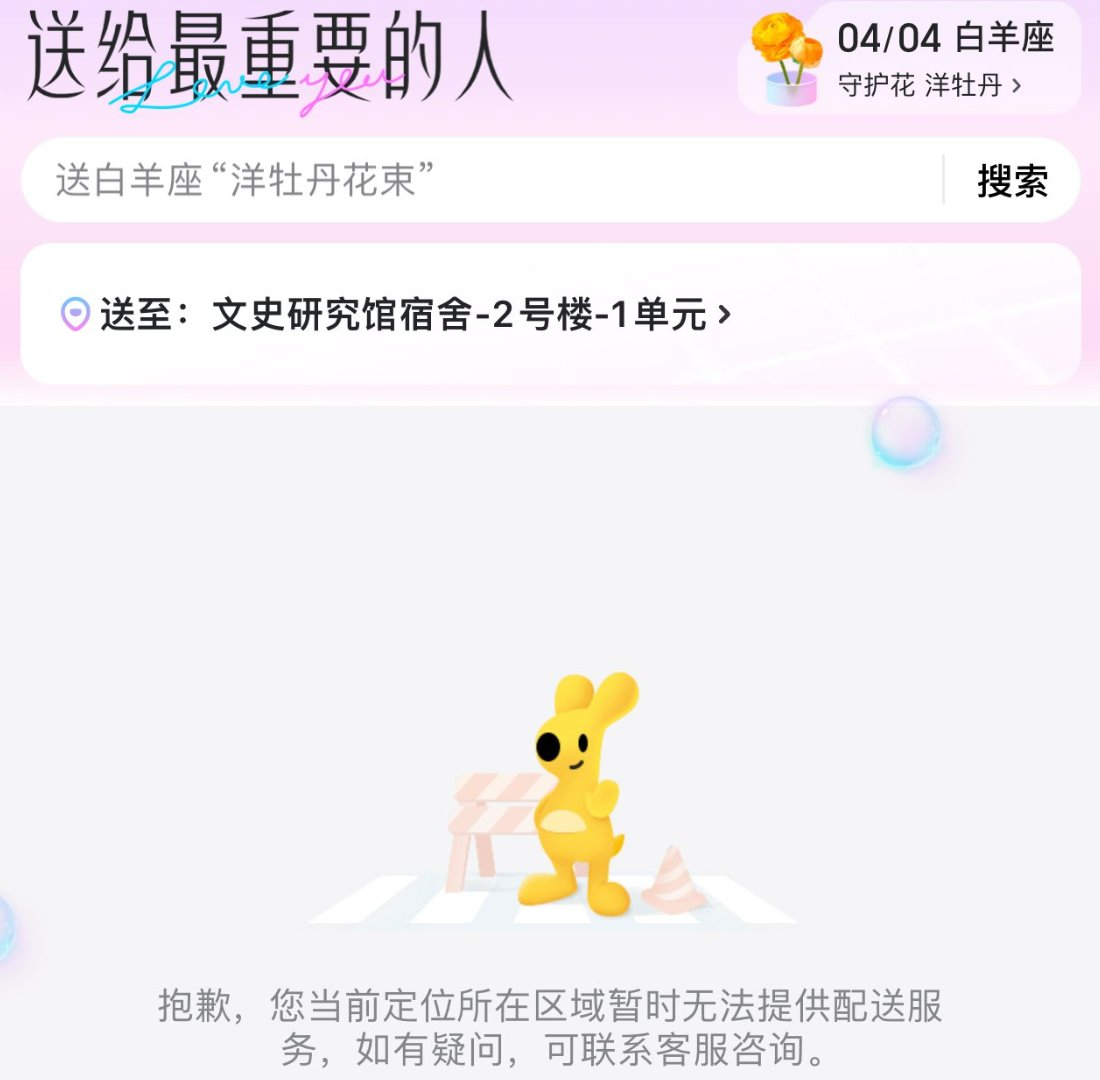 送给最重要的人
Love you
04/04 白羊座
守护花 洋牡丹 >
送白羊座“洋牡丹花束”
搜索
送至：文史研究馆宿舍-2号楼-1单元 >
抱歉，您当前定位所在区域暂时无法提供配送服
务，如有疑问，可联系客服咨询。